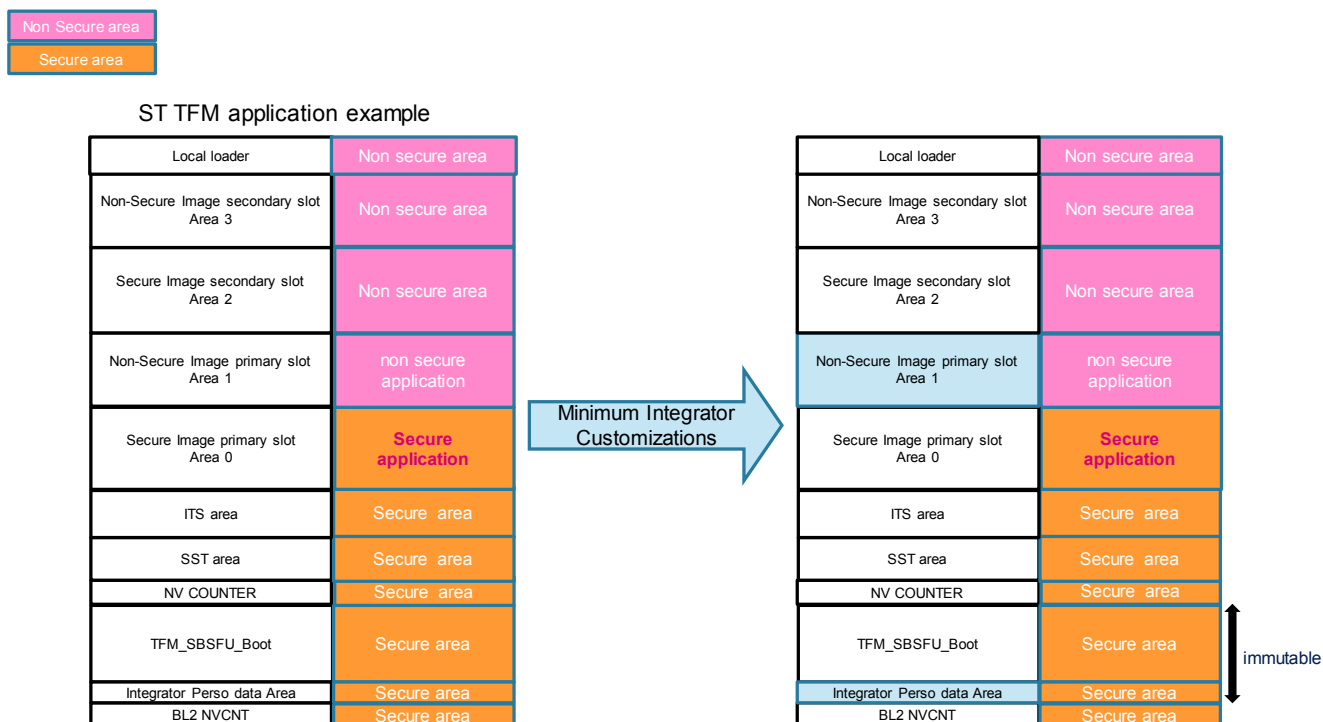 Non Secure area
Secure area
ST TFM application example
Local loader
Non secure area
Non-Secure Image secondary slot
Area 3
Non secure area
Secure Image secondary slot
Area 2
Non secure area
Non-Secure Image primary slot
Area 1
non secure
application
Secure Image primary slot
Area 0
Secure
application
ITS area
Secure area
SST area
Secure area
NV COUNTER
Secure area
TFM_SBSFU_Boot
Secure area
Integrator Perso data Area
Secure area
BL2 NVCNT
Secure area
Minimum Integrator
Customizations
Local loader
Non secure area
Non-Secure Image secondary slot
Area 3
Non secure area
Secure Image secondary slot
Area 2
Non secure area
Non-Secure Image primary slot
Area 1
non secure
application
Secure Image primary slot
Area 0
Secure
application
ITS area
Secure area
SST area
Secure area
NV COUNTER
Secure area
TFM_SBSFU_Boot
Secure area
immutable
Integrator Perso data Area
Secure area
BL2 NVCNT
Secure area